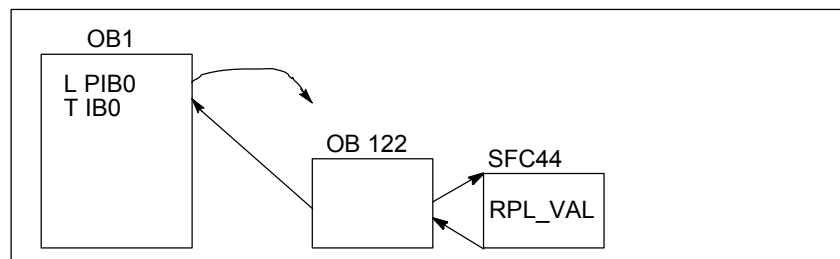 OB1
L PIB0
T IB0
OB 122
SFC44
RPL_VAL